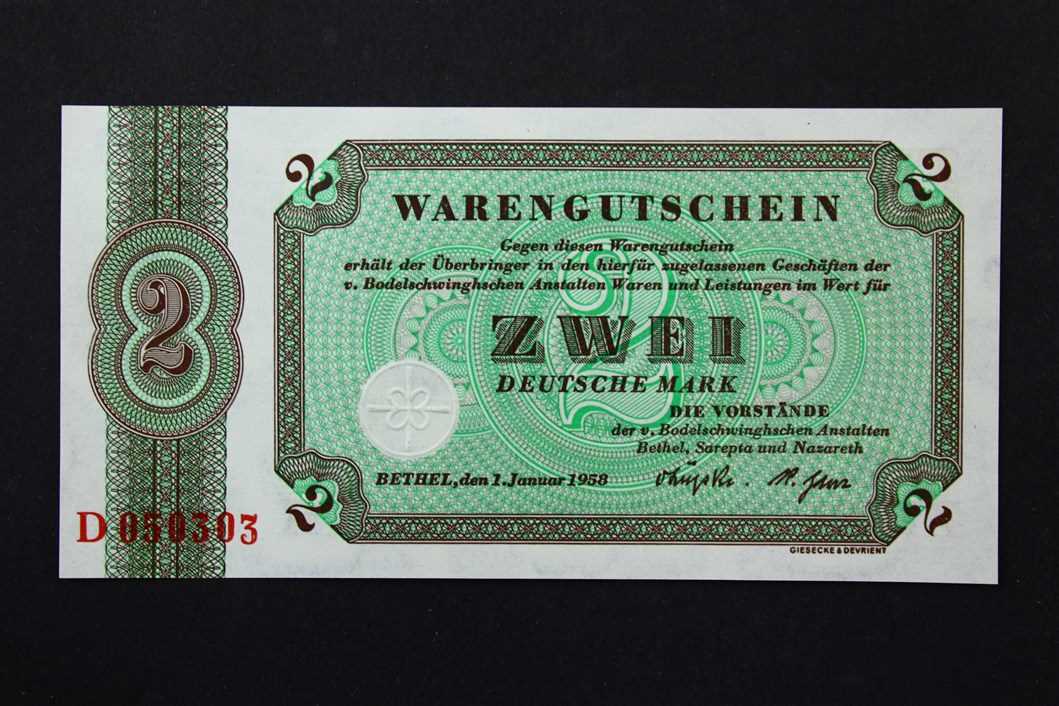 2
2
WARENGUTSCHEIN
Gegen diesen Warengutschein
erhält der Überbringer in den hierfür zugelassenen Geschäften der
v. Bodelschwinghschen Anstalten Waren und Leistungen im Wert für
2
2
ZWEI
DEUTSCHE MARK
DIE VORSTÄNDE
der v. Bodelschwinghschen Anstalten
Bethel, Sarepta und Nazareth
BETHEL, den 1. Januar 1958
2
2
D 050303
GIESECKE & DEVRIENT